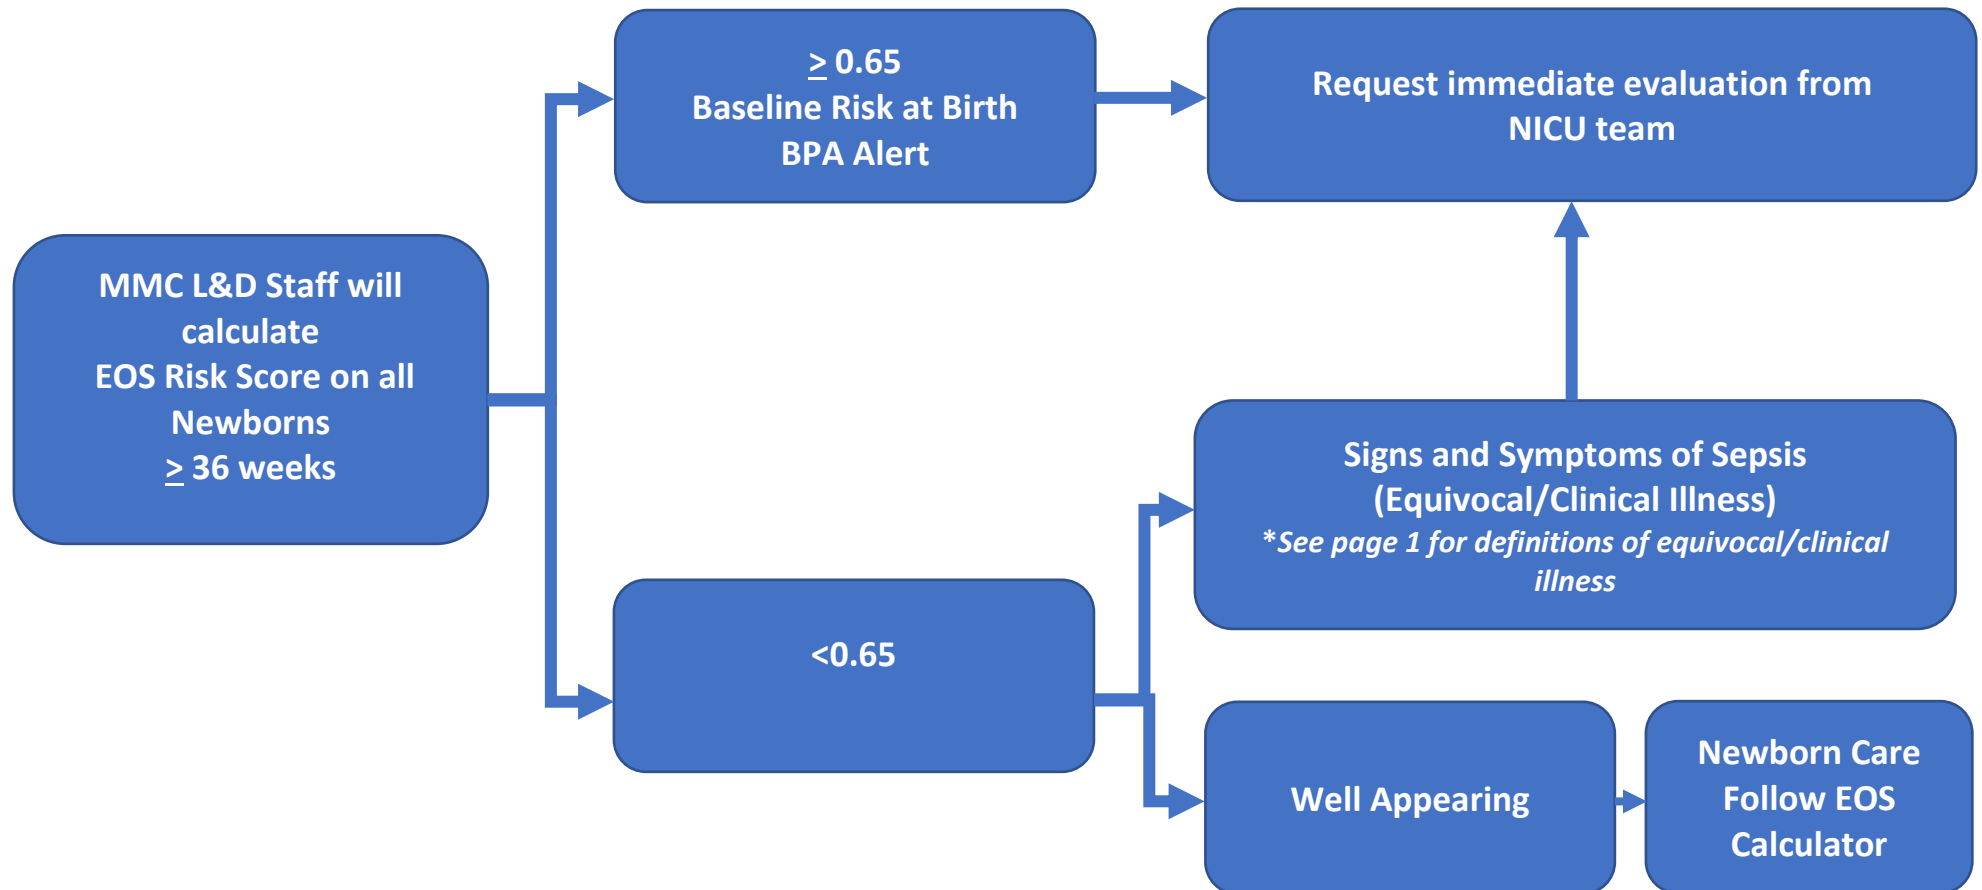 ≥ 0.65
Baseline Risk at Birth
BPA Alert
Request immediate evaluation from
NICU team
MMC L&D Staff will
calculate
EOS Risk Score on all
Newborns
≥ 36 weeks
Signs and Symptoms of Sepsis
(Equivocal/Clinical Illness)
*See page 1 for definitions of equivocal/clinical
illness
<0.65
Well Appearing
Newborn Care
Follow EOS
Calculator